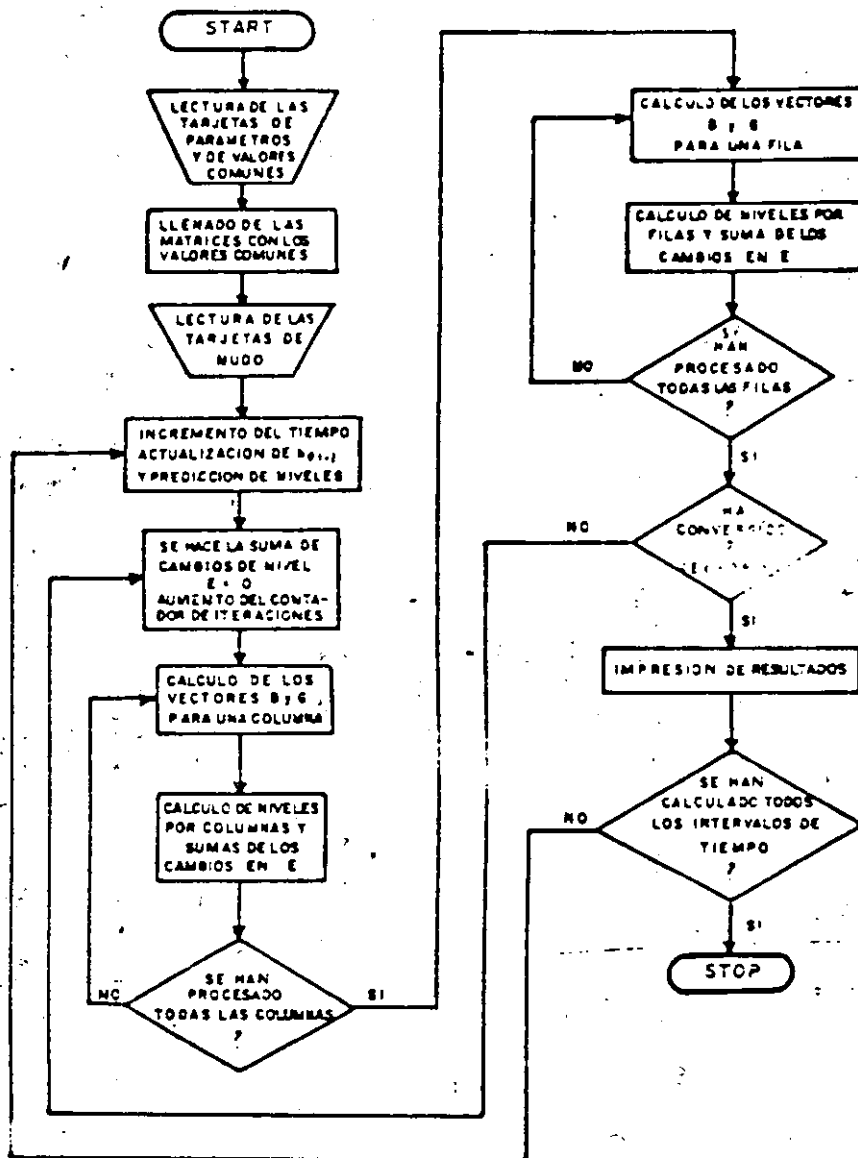 START
LECTURA DE LAS
TARJETAS DE
PARAMETROS
Y DE VALORES
COMUNES
LLENADO DE LAS
MATRICES CON LOS
VALORES COMUNES
LECTURA DE LAS
TARJETAS DE
NUDO
INCREMENTO DEL TIEMPO
ACTUALIZACION DE
Y PREDICCION DE NIVELES
SE HACE LA SUMA DE
CAMBIOS DE NIVEL
E = 0
AUMENTO DEL CONTA-
DOR DE ITERACIONES
CALCULO DE LOS
VECTORES B y G
PARA UNA COLUMNA
CALCULO DE NIVELES
POR COLUMNAS Y
SUMAS DE LOS
CAMBIOS EN E
SE HAN
PROCESADO
TODAS LAS COLUMNAS
?
NO
SI
CALCULO DE LOS VECTORES
B y G
PARA UNA FILA
CALCULO DE NIVELES POR
FILAS Y SUMA DE LOS
CAMBIOS EN E
HAN
PROCESADO
TODAS LAS FILAS
?
NO
SI
HA
CONVERGIDO
?
NO
SI
IMPRESION DE RESULTADOS
SE HAN
CALCULADO TODOS
LOS INTERVALOS DE
TIEMPO
?
NO
SI
STOP